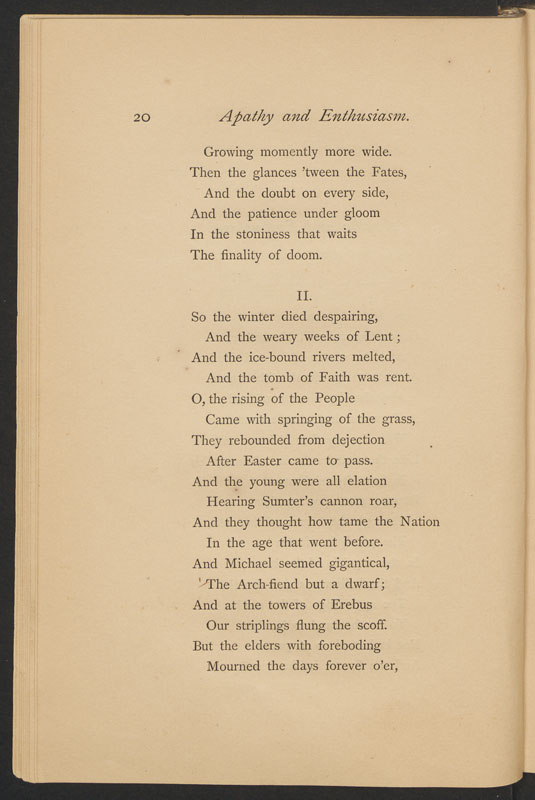 20 Apathy and Enthusiasm.
Growing momently more wide.
Then the glances 'tween the Fates,
And the doubt on every side,
And the patience under gloom
In the stoniness that waits
The finality of doom.
II.
So the winter died despairing,
And the weary weeks of Lent ;
And the ice-bound rivers melted,
And the tomb of Faith was rent.
O, the rising of the People
Came with springing of the grass,
They rebounded from dejection
After Easter came to pass.
And the young were all elation
Hearing Sumter's cannon roar,
And they thought how tame the Nation
In the age that went before.
And Michael seemed gigantical,
The Arch-fiend but a dwarf ;
And at the towers of Erebus
Our striplings flung the scoff.
But the elders with foreboding
Mourned the days forever o'er,